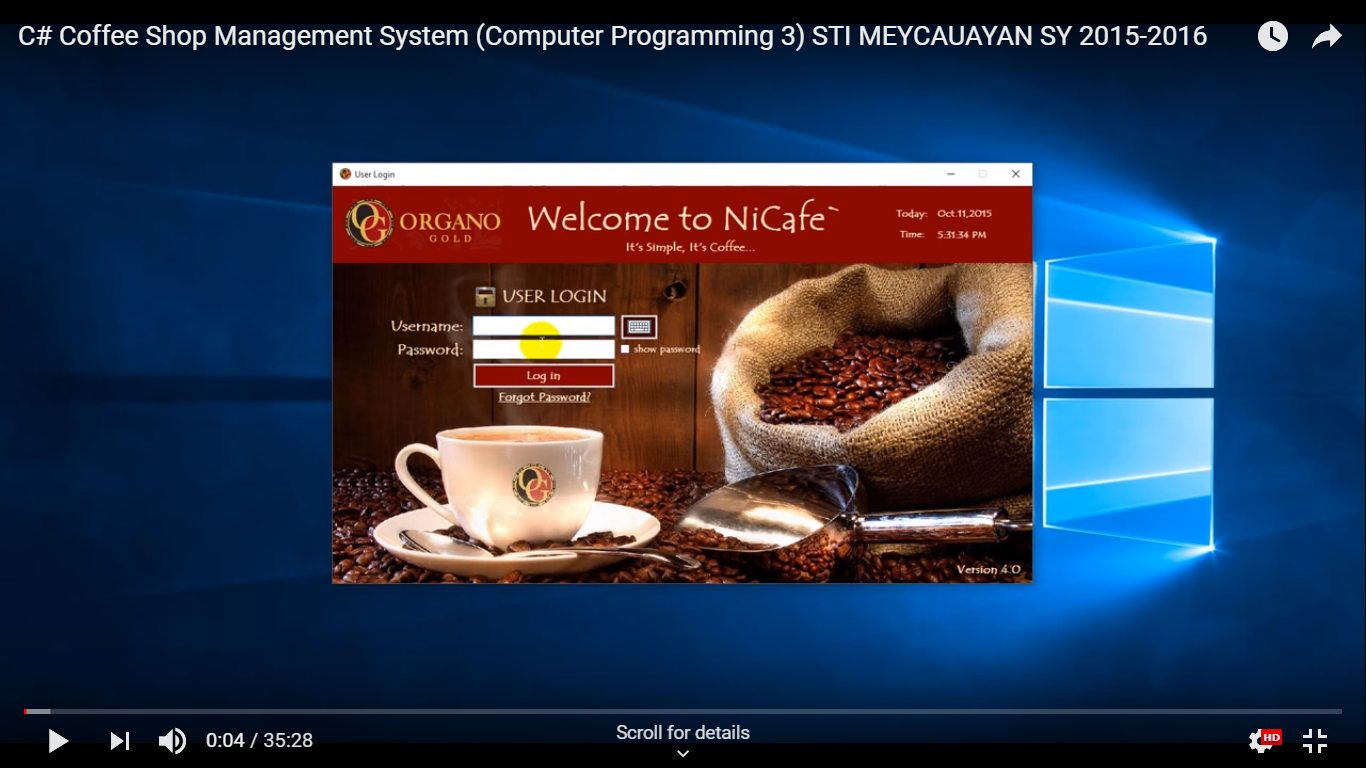 C# Coffee Shop Management System (Computer Programming 3) STI MEYCAUAYAN SY 2015-2016
User Login
OG ORGANO
GOLD
Welcome to NiCafe`
It's Simple, It's Coffee...
Today: Oct.11,2015
Time: 5:31:34 PM
USER LOGIN
Username:
Password:
show password
Log in
Forgot Password?
OG
Version 4.0
Scroll for details
0:04 / 35:28
HD